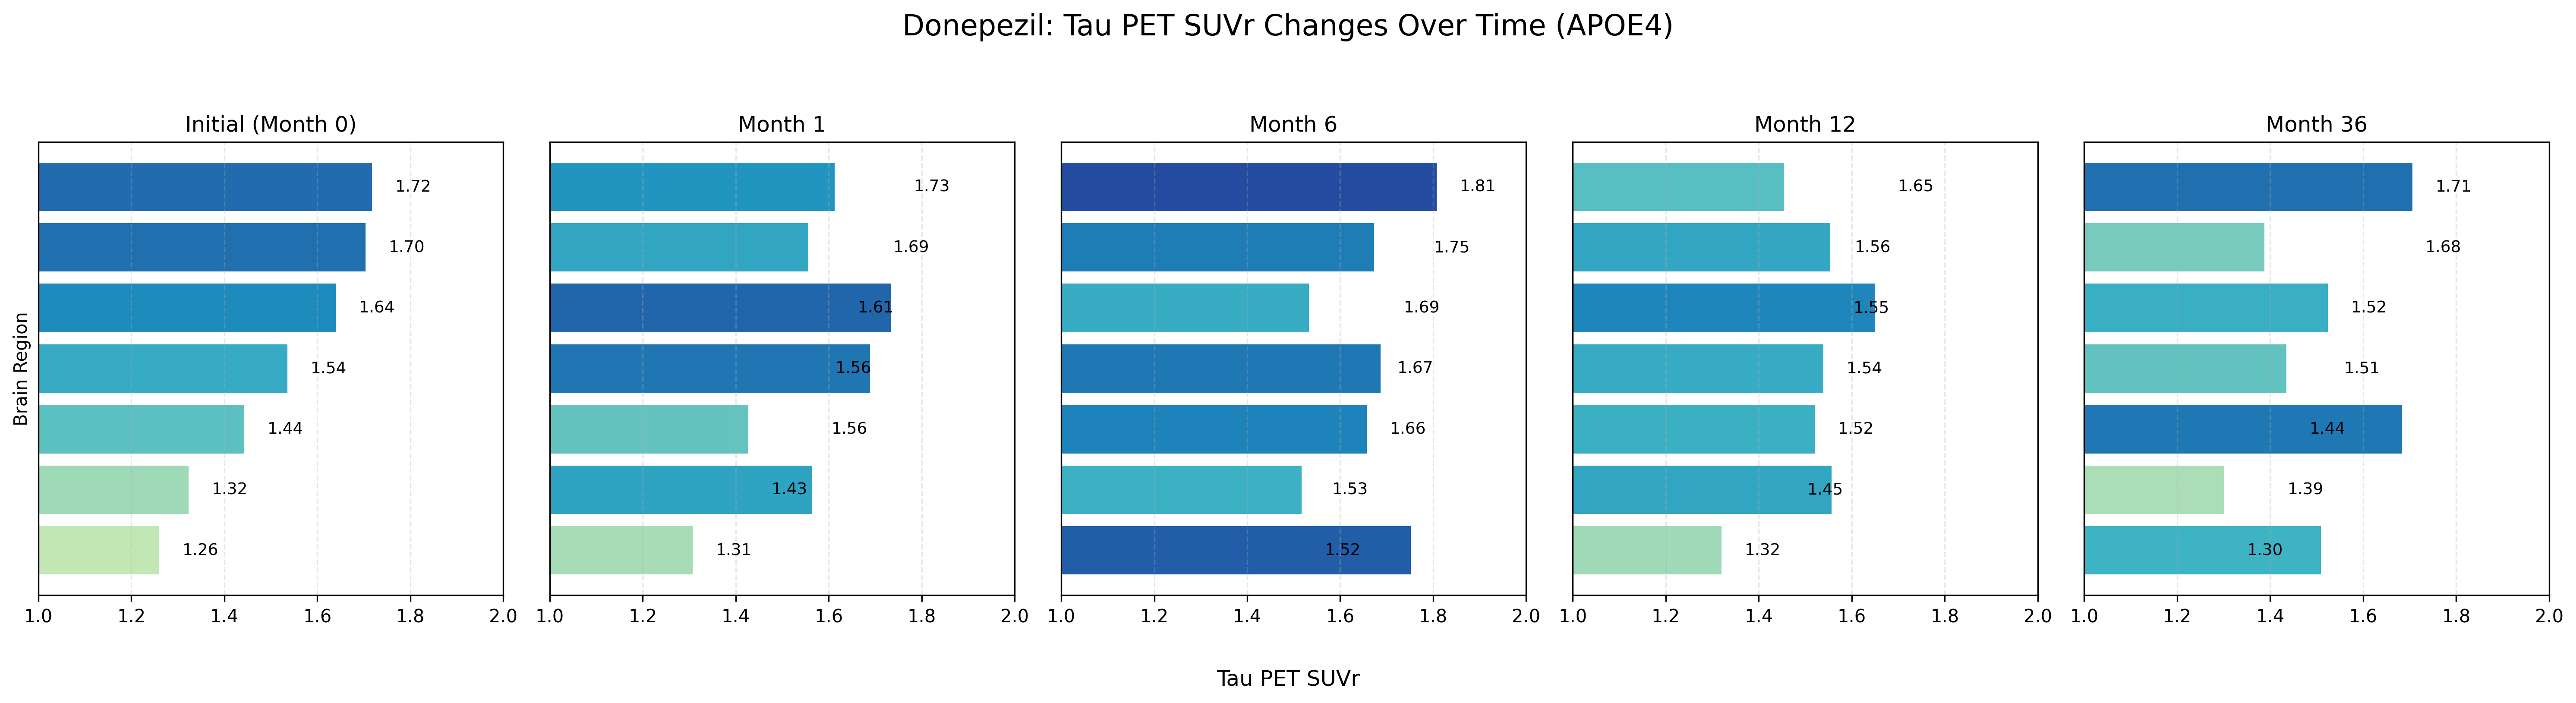 Donepezil: Tau PET SUVr Changes Over Time (APOE4)
Initial (Month 0)
1.72
1.70
1.64
1.54
1.44
1.32
1.26
1.0 1.2 1.4 1.6 1.8 2.0
Brain Region
Month 1
1.73
1.69
1.61
1.56
1.56
1.43
1.31
1.0 1.2 1.4 1.6 1.8 2.0
Month 6
1.81
1.75
1.69
1.67
1.66
1.53
1.52
1.0 1.2 1.4 1.6 1.8 2.0
Month 12
1.65
1.56
1.55
1.54
1.52
1.45
1.32
1.0 1.2 1.4 1.6 1.8 2.0
Month 36
1.71
1.68
1.52
1.51
1.44
1.39
1.30
1.0 1.2 1.4 1.6 1.8 2.0
Tau PET SUVr